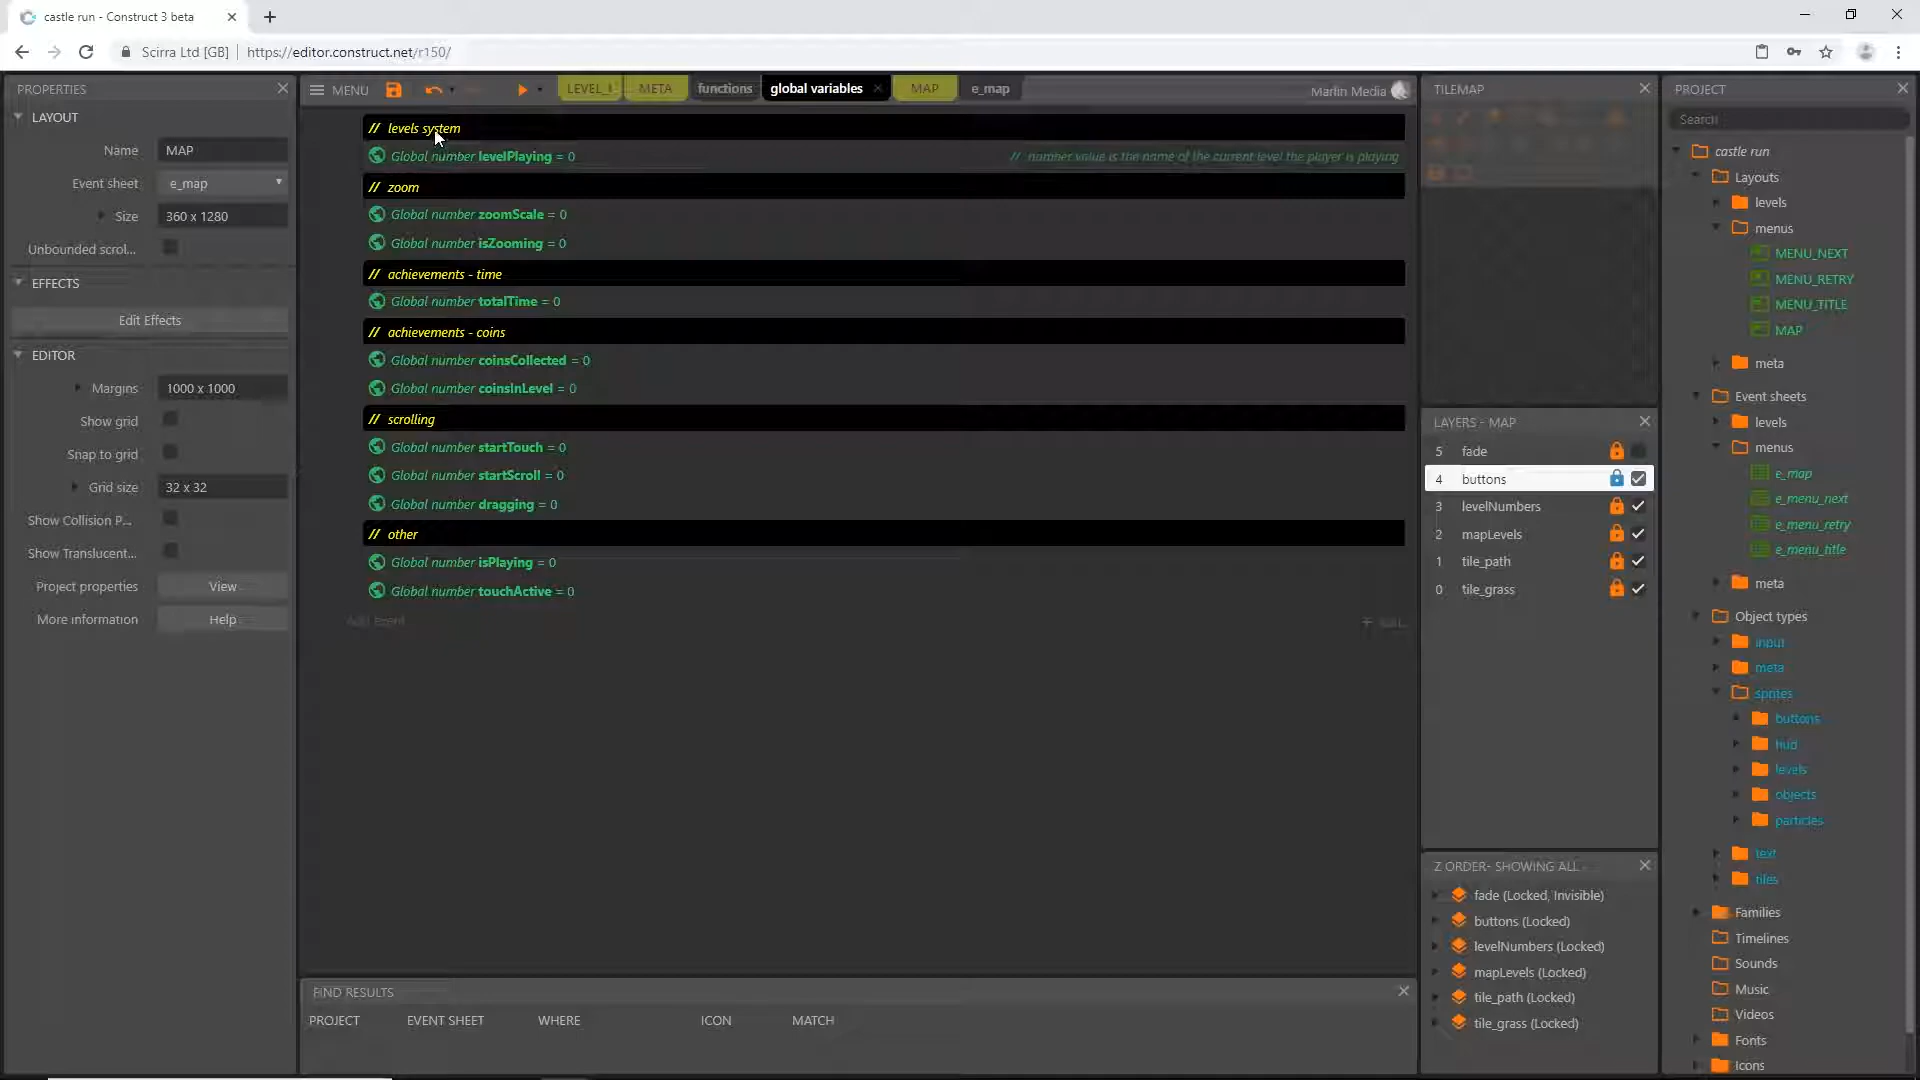 castle run - Construct 3 beta
Scirra Ltd [GB] https://editor.construct.net/r150/
PROPERTIES
LAYOUT
Name MAP
Event sheet e_map
Size 360 x 1280
Unbounded scrol...
EFFECTS
Edit Effects
EDITOR
Margins 1000 x 1000
Show grid
Snap to grid
Grid size 32 x 32
Show Collision P...
Show Translucent...
Project properties View
More information Help
MENU
LEVEL_
META
functions
global variables
MAP
e_map
Marlin Media
// levels system
Global number levelPlaying = 0 // number value is the name of the current level the player is playing
// zoom
Global number zoomScale = 0
Global number isZooming = 0
// achievements - time
Global number totalTime = 0
// achievements - coins
Global number coinsCollected = 0
Global number coinsInLevel = 0
// scrolling
Global number startTouch = 0
Global number startScroll = 0
Global number dragging = 0
// other
Global number isPlaying = 0
Global number touchActive = 0
Add event
FIND RESULTS
PROJECT EVENT SHEET WHERE ICON MATCH
TILEMAP
LAYERS - MAP
5 fade
4 buttons
3 levelNumbers
2 mapLevels
1 tile_path
0 tile_grass
Z ORDER- SHOWING ALL -
fade (Locked, Invisible)
buttons (Locked)
levelNumbers (Locked)
mapLevels (Locked)
tile_path (Locked)
tile_grass (Locked)
PROJECT
Search
castle run
Layouts
levels
menus
MENU_NEXT
MENU_RETRY
MENU_TITLE
MAP
meta
Event sheets
levels
menus
e_map
e_menu_next
e_menu_retry
e_menu_title
meta
Object types
input
meta
sprites
buttons
hud
levels
objects
particles
text
tiles
Families
Timelines
Sounds
Music
Videos
Fonts
Icons